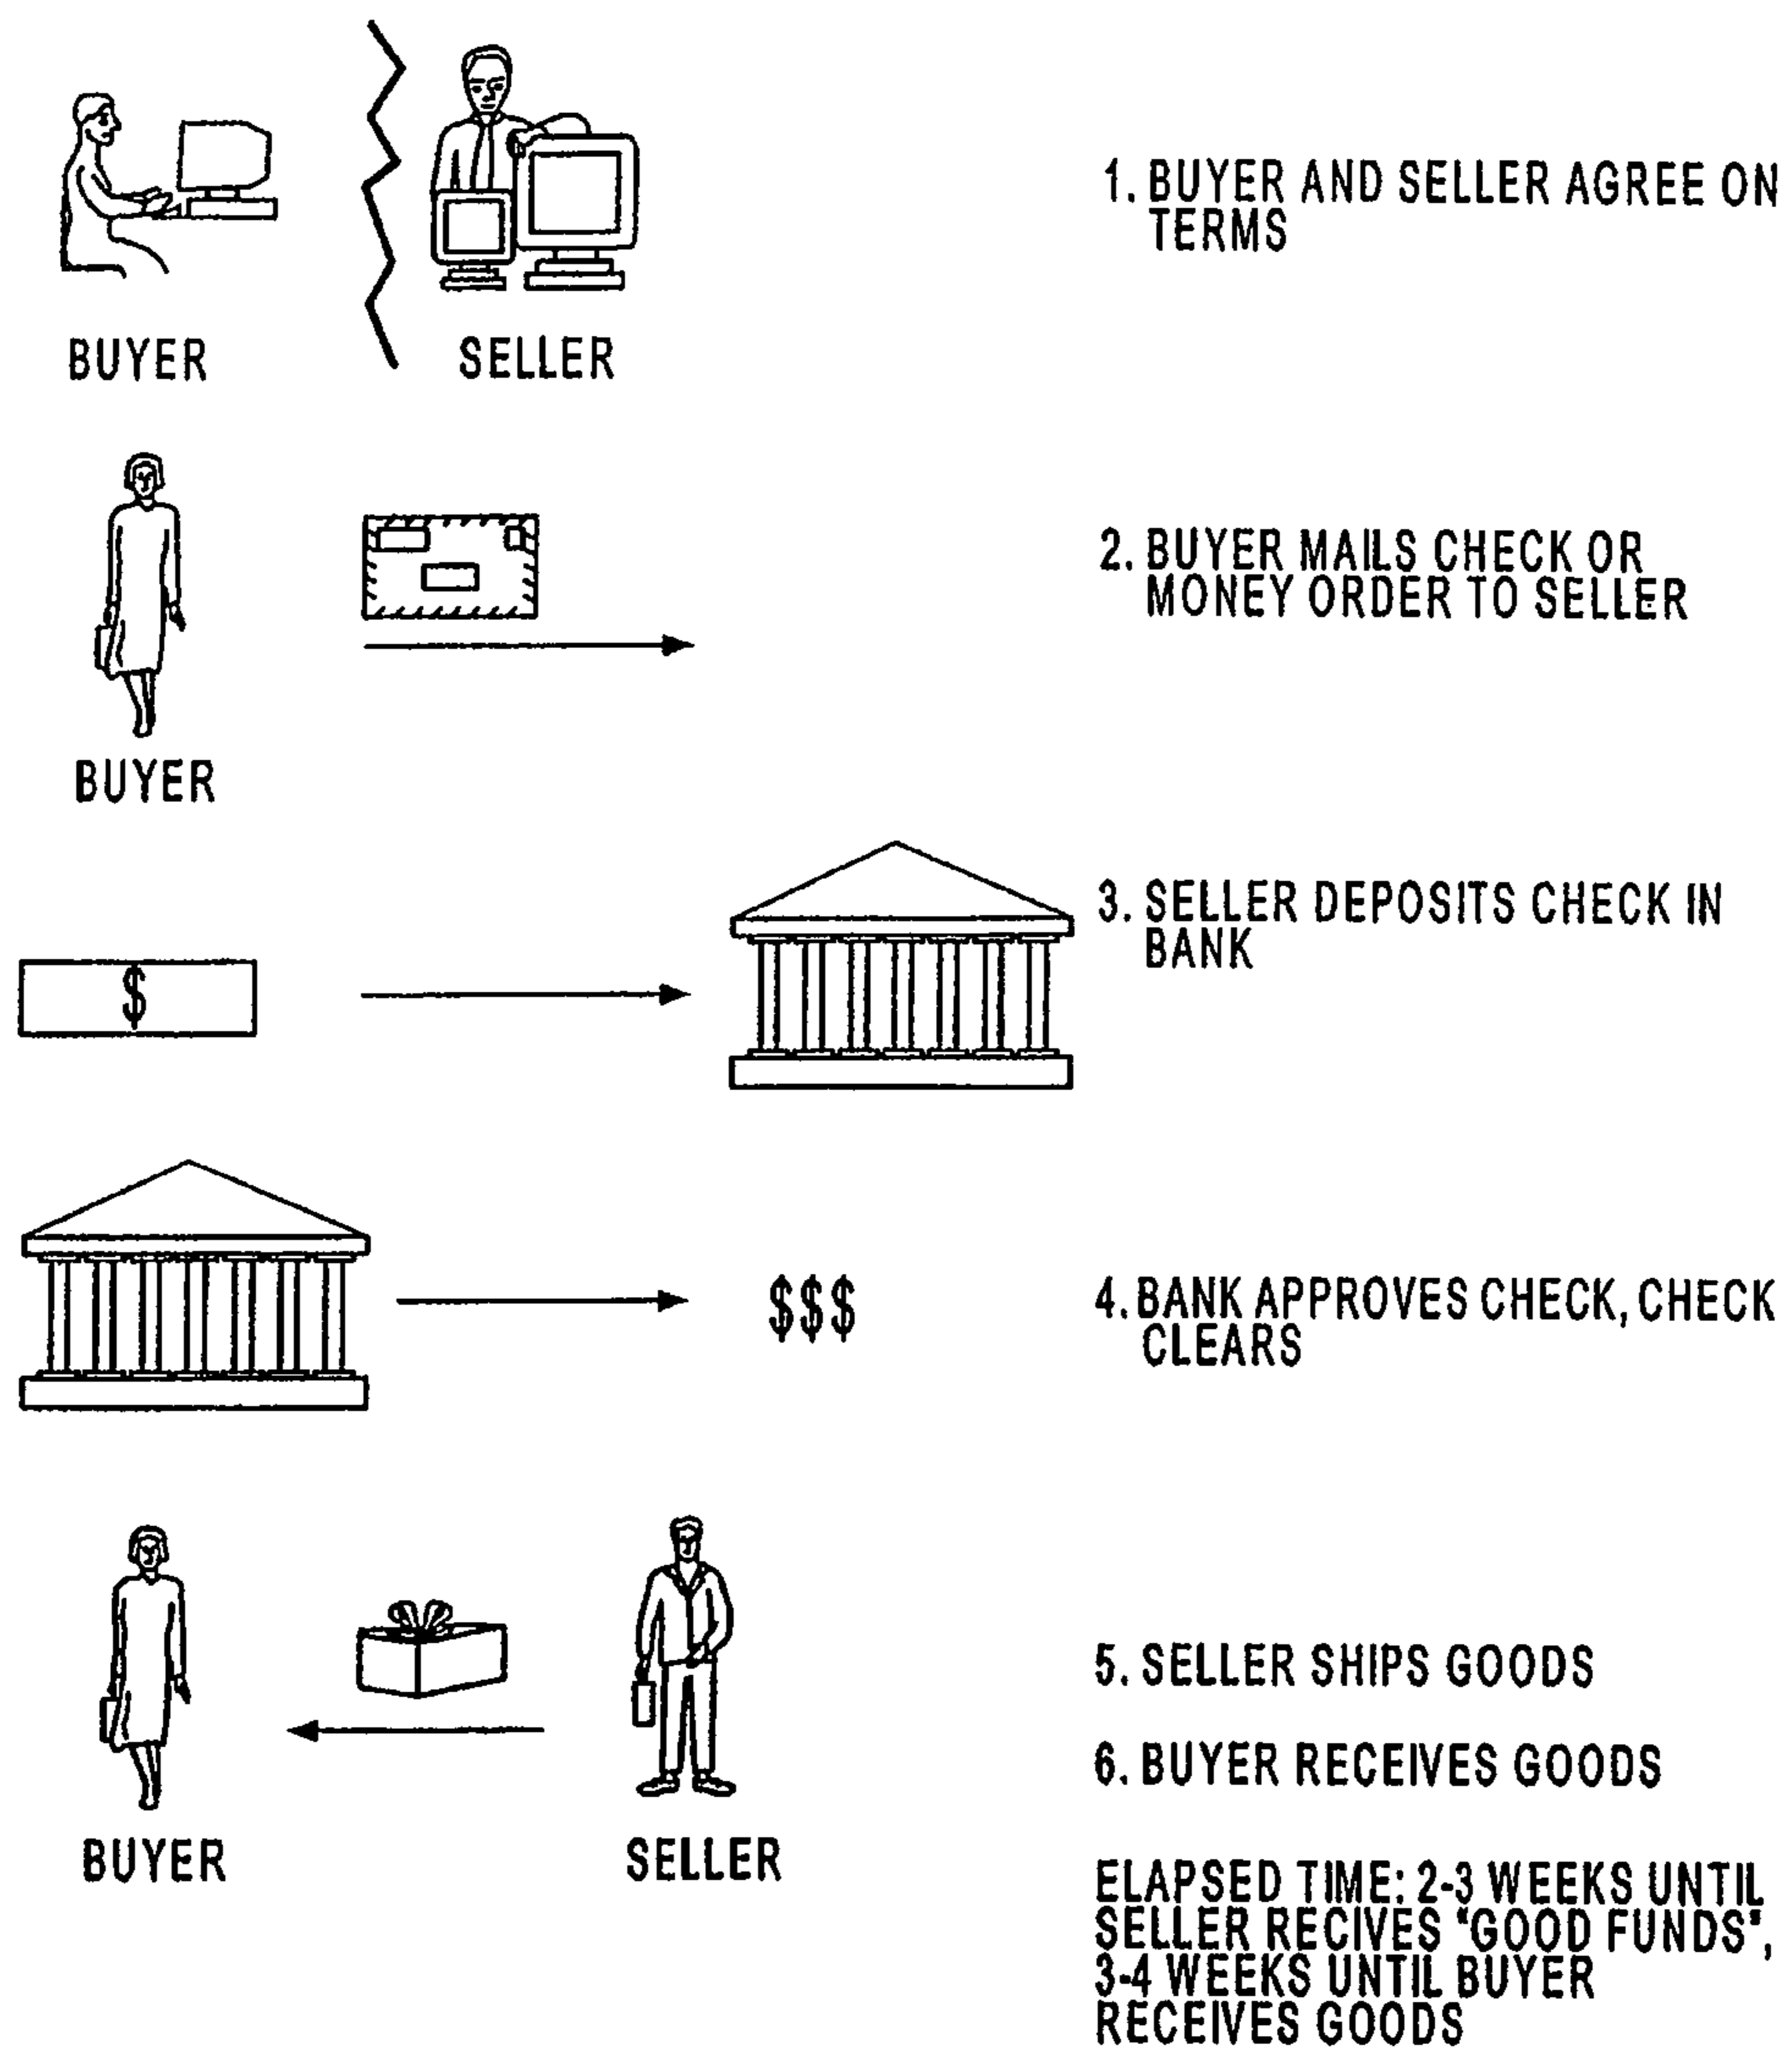 1. BUYER AND SELLER AGREE ON
TERMS
BUYER
SELLER
2. BUYER MAILS CHECK OR
MONEY ORDER TO SELLER
BUYER
3. SELLER DEPOSITS CHECK IN
BANK
$
4. BANK APPROVES CHECK, CHECK
CLEARS
$$$
5. SELLER SHIPS GOODS
6. BUYER RECEIVES GOODS
BUYER
SELLER
ELAPSED TIME: 2-3 WEEKS UNTIL
SELLER RECIVES "GOOD FUNDS",
3-4 WEEKS UNTIL BUYER
RECEIVES GOODS